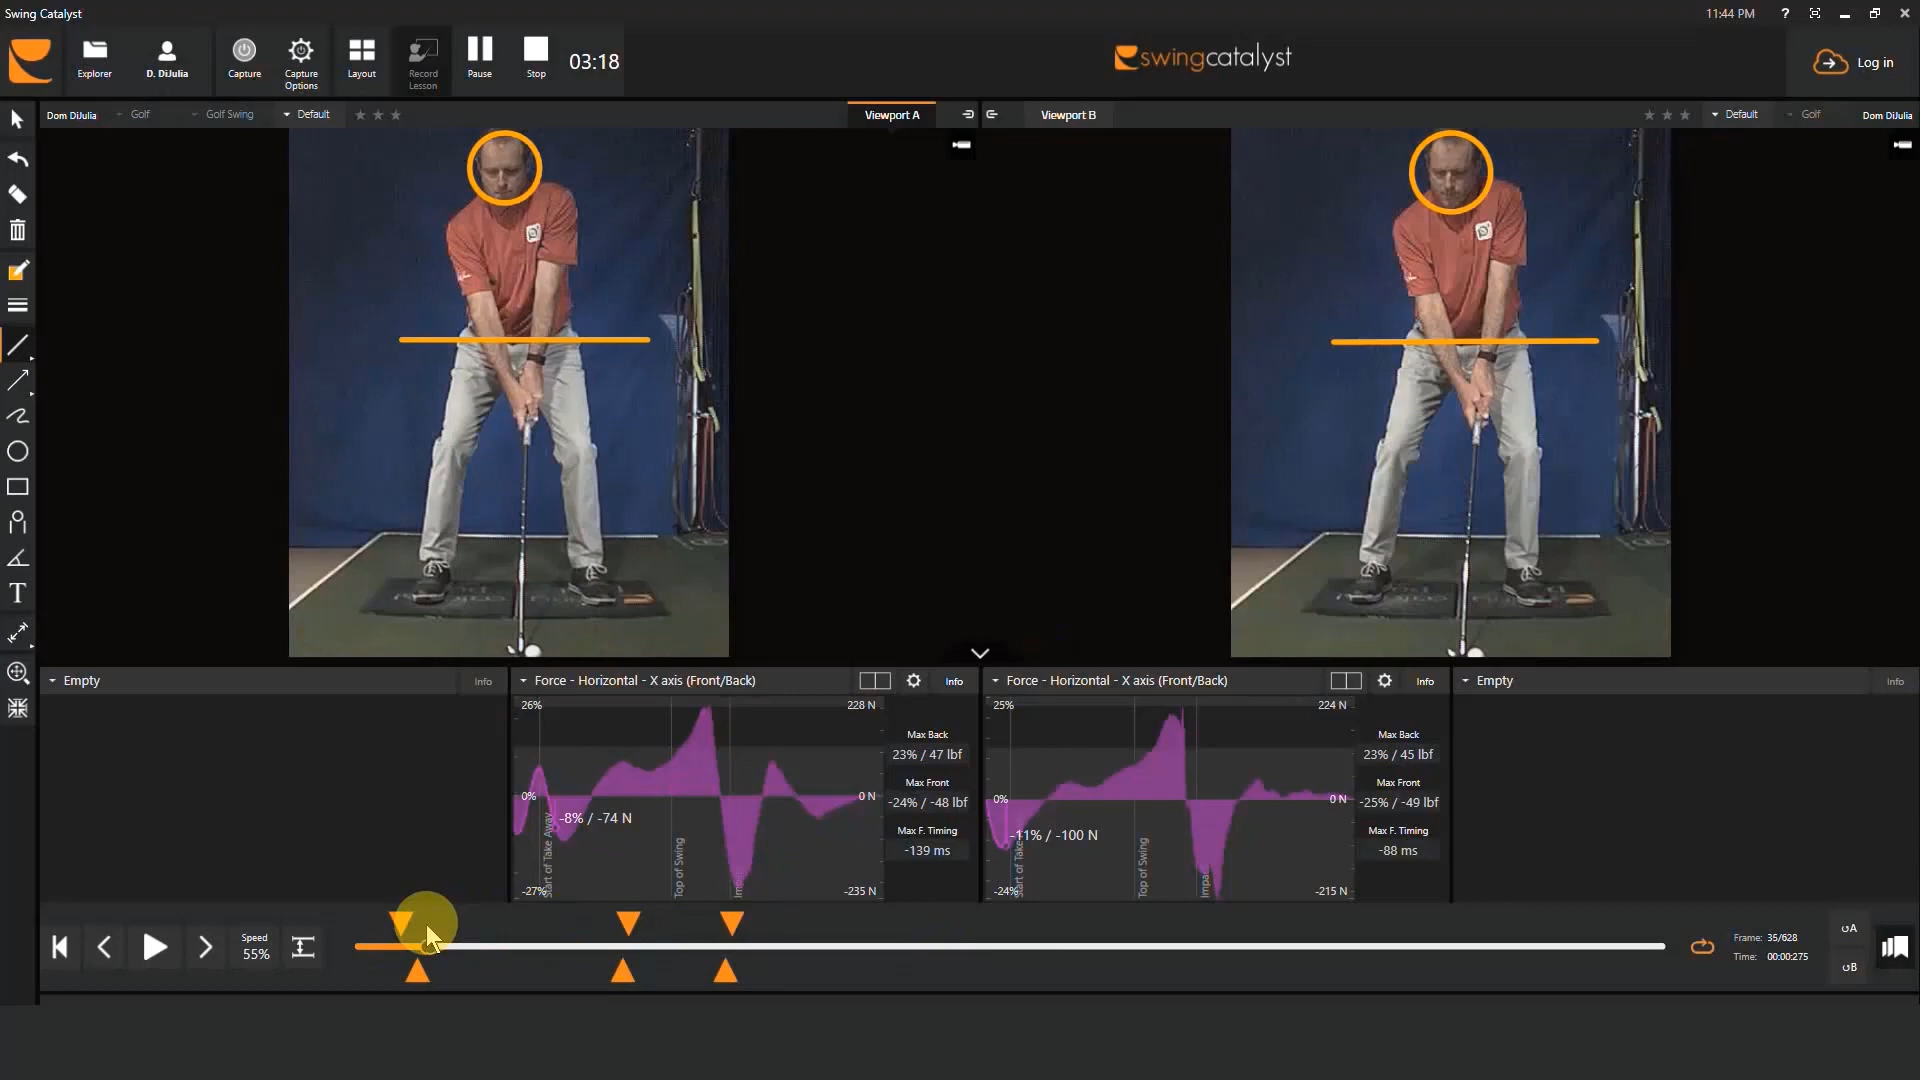 Swing Catalyst
11:44 PM
?
Explorer
D. DiJulia
Capture
Capture Options
Layout
Record Lesson
Pause
Stop
03:18
swingcatalyst
Log in
Dom DiJulia
Golf
Golf Swing
Default
Viewport A
Viewport B
Default
Golf
Dom DiJulia
T
Empty
Info
Force - Horizontal - X axis (Front/Back)
Info
Force - Horizontal - X axis (Front/Back)
Info
Empty
Info
26%
228 N
0%
0 N
-8% / -74 N
-27%
-235 N
Start of Take Away
Top of Swing
Max Back
23% / 47 lbf
Max Front
-24% / -48 lbf
Max F. Timing
-139 ms
25%
224 N
0%
0 N
-11% / -100 N
-24%
-215 N
Start of Take
Top of Swing
Impa
Max Back
23% / 45 lbf
Max Front
-25% / -49 lbf
Max F. Timing
-88 ms
Speed
55%
Frame: 35/628
Time: 00:00:275
A
B